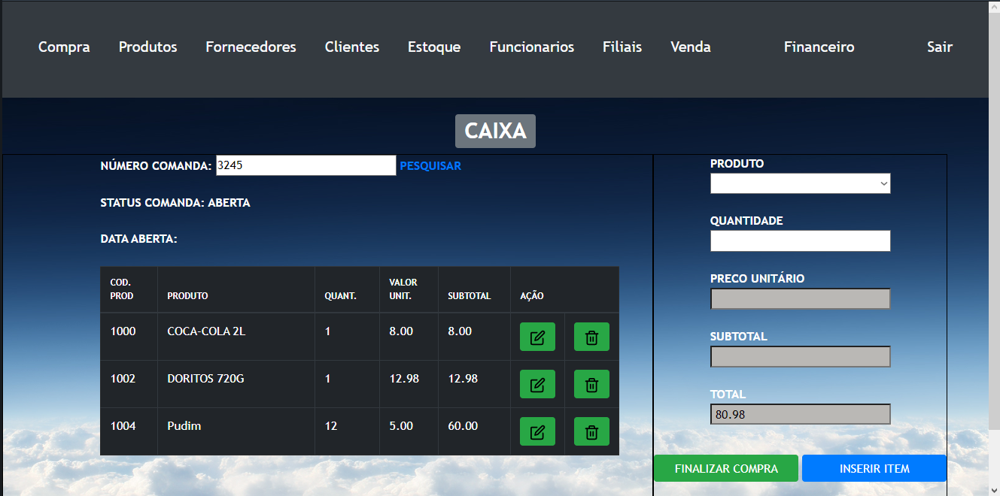 Compra Produtos Fornecedores Clientes Estoque Funcionarios Filiais Venda Financeiro Sair
CAIXA
NÚMERO COMANDA: 3245 PESQUISAR
STATUS COMANDA: ABERTA
DATA ABERTA:
COD. PROD PRODUTO QUANT. VALOR UNIT. SUBTOTAL AÇÃO
1000 COCA-COLA 2L 1 8.00 8.00
1002 DORITOS 720G 1 12.98 12.98
1004 Pudim 12 5.00 60.00
PRODUTO
QUANTIDADE
PRECO UNITÁRIO
SUBTOTAL
TOTAL
80.98
FINALIZAR COMPRA INSERIR ITEM